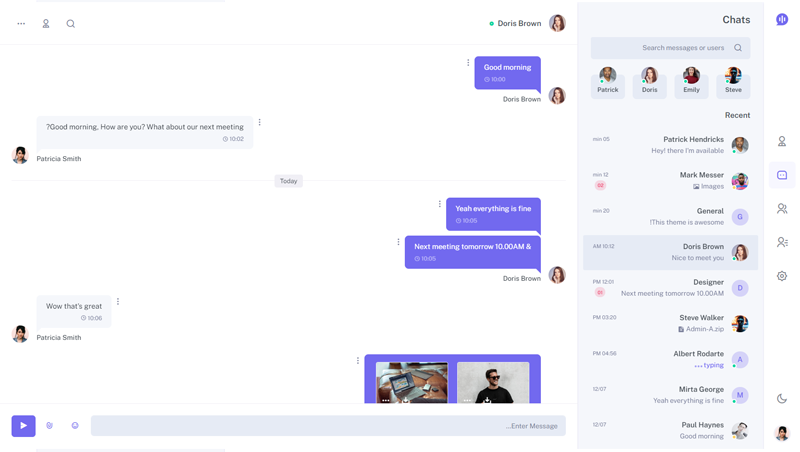 Doris Brown
Good morning
10:00
Doris Brown
?Good morning, How are you? What about our next meeting
10:02
Patricia Smith
Today
Yeah everything is fine
10:05
Next meeting tomorrow 10.00AM &
10:05
Doris Brown
Wow that's great
10:06
Patricia Smith
...Enter Message
Chats
Search messages or users
Patrick
Doris
Emily
Steve
Recent
min 05
Patrick Hendricks
Hey! there I'm available
min 12
Mark Messer
02
Images
min 20
General
G
!This theme is awesome
AM 10:12
Doris Brown
Nice to meet you
PM 12:01
Designer
D
01
Next meeting tomorrow 10.00AM
PM 03:20
Steve Walker
Admin-A.zip
PM 04:56
Albert Rodarte
A
typing
12/07
Mirta George
M
Yeah everything is fine
12/07
Paul Haynes
Good morning